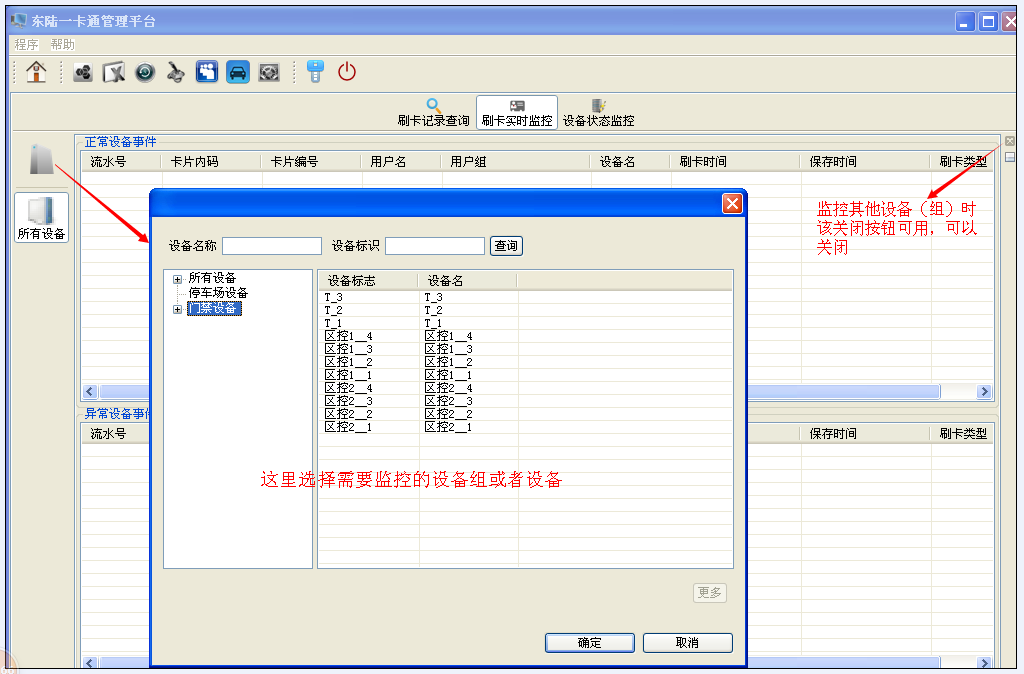 东陆一卡通管理平台
程序 帮助
刷卡记录查询 刷卡实时监控 设备状态监控
所有设备
正常设备事件
流水号 卡片内码 卡片编号 用户名 用户组 设备名 刷卡时间 保存时间 刷卡类型
监控其他设备（组）时
该关闭按钮可用，可以
关闭
设备名称 设备标识 查询
所有设备
停车场设备
门禁设备
设备标志 设备名
T_3 T_3
T_2 T_2
T_1 T_1
区控1__4 区控1__4
区控1__3 区控1__3
区控1__2 区控1__2
区控1__1 区控1__1
区控2__4 区控2__4
区控2__3 区控2__3
区控2__2 区控2__2
区控2__1 区控2__1
这里选择需要监控的设备组或者设备
更多
确定 取消
异常设备事件
流水号 保存时间 刷卡类型